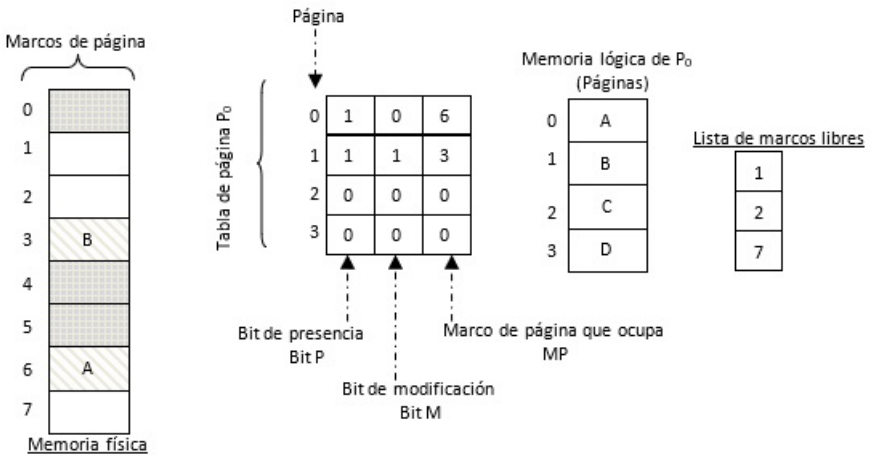 Página
Marcos de página
0
1
2
3 B
4
5
6 A
7
Memoria física
Tabla de página P₀
0 1 0 6
1 1 1 3
2 0 0 0
3 0 0 0
Bit de presencia
Bit P
Bit de modificación
Bit M
Marco de página que ocupa
MP
Memoria lógica de P₀
(Páginas)
0 A
1 B
2 C
3 D
Lista de marcos libres
1
2
7